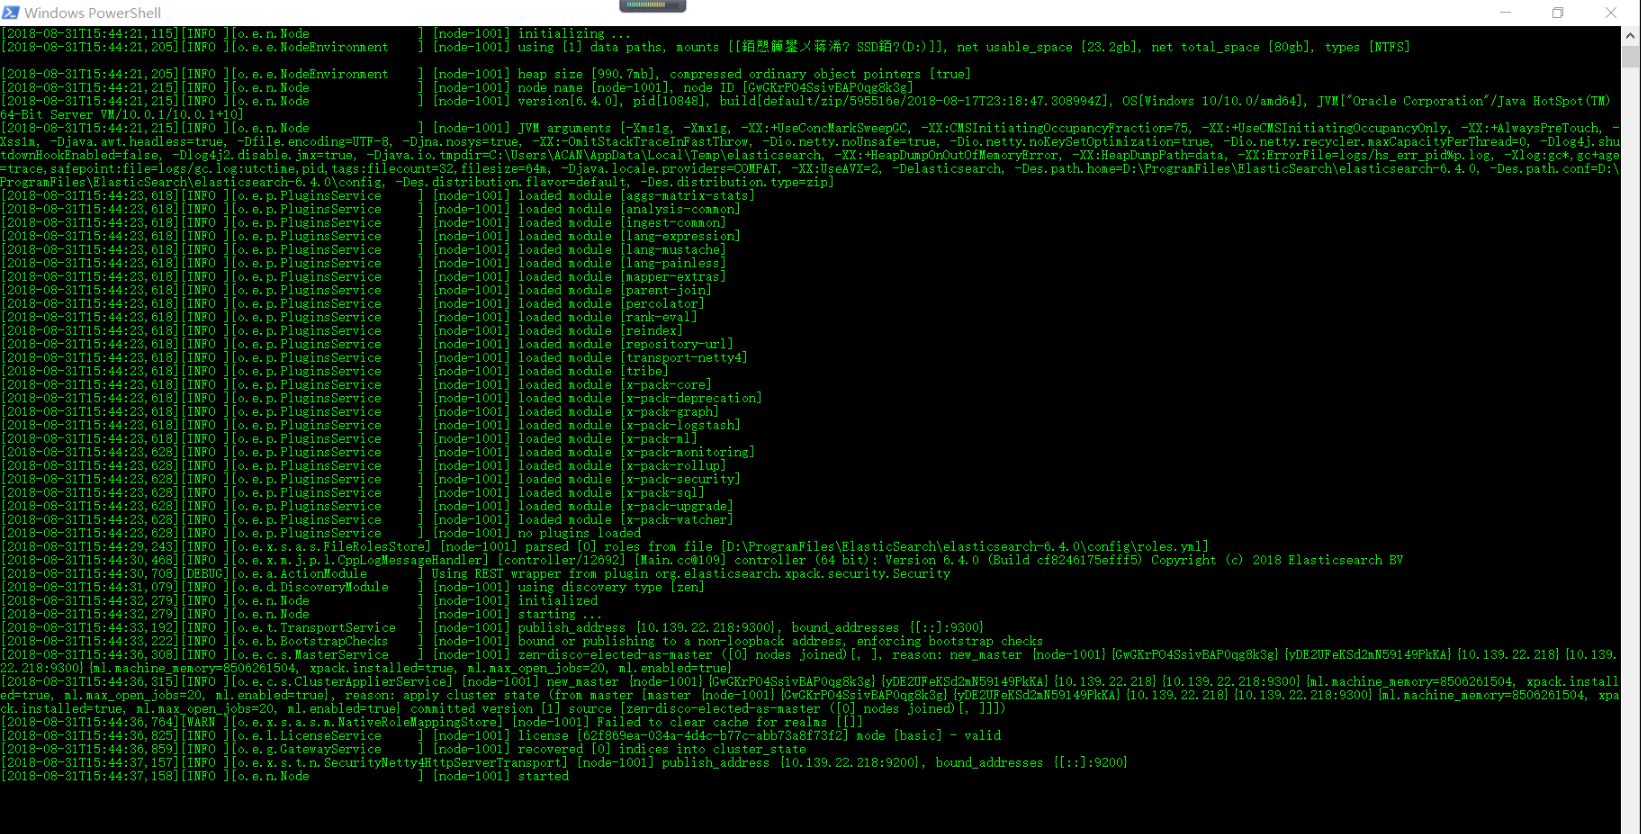 Windows PowerShell
[2018-08-31T15:44:21,115][INFO ][o.e.n.Node               ] [node-1001] initializing ...
[2018-08-31T15:44:21,205][INFO ][o.e.e.NodeEnvironment    ] [node-1001] using [1] data paths, mounts [[ SSD (D:)]], net usable_space [23.2gb], net total_space [80gb], types [NTFS]
[2018-08-31T15:44:21,205][INFO ][o.e.e.NodeEnvironment    ] [node-1001] heap size [990.7mb], compressed ordinary object pointers [true]
[2018-08-31T15:44:21,215][INFO ][o.e.n.Node               ] [node-1001] node name [node-1001], node ID [GwGKrPO4SsivBAP0qg8k3g]
[2018-08-31T15:44:21,215][INFO ][o.e.n.Node               ] [node-1001] version[6.4.0], pid[10848], build[default/zip/595516e/2018-08-17T23:18:47.308994Z], OS[Windows 10/10.0/amd64], JVM["Oracle Corporation"/Java HotSpot(TM)
64-Bit Server VM/10.0.1/10.0.1+10]
[2018-08-31T15:44:21,215][INFO ][o.e.n.Node               ] [node-1001] JVM arguments [-Xms1g, -Xmx1g, -XX:+UseConcMarkSweepGC, -XX:CMSInitiatingOccupancyFraction=75, -XX:+UseCMSInitiatingOccupancyOnly, -XX:+AlwaysPreTouch, -
Xss1m, -Djava.awt.headless=true, -Dfile.encoding=UTF-8, -Djna.nosys=true, -XX:-OmitStackTraceInFastThrow, -Dio.netty.noUnsafe=true, -Dio.netty.noKeySetOptimization=true, -Dio.netty.recycler.maxCapacityPerThread=0, -Dlog4j.shu
tdownHookEnabled=false, -Dlog4j2.disable.jmx=true, -Djava.io.tmpdir=C:\Users\ACAN\AppData\Local\Temp\elasticsearch, -XX:+HeapDumpOnOutOfMemoryError, -XX:HeapDumpPath=data, -XX:ErrorFile=logs/hs_err_pid%p.log, -Xlog:gc*,gc+age
=trace,safepoint:file=logs/gc.log:utctime,pid,tags:filecount=32,filesize=64m, -Djava.locale.providers=COMPAT, -XX:UseAVX=2, -Delasticsearch, -Des.path.home=D:\ProgramFiles\ElasticSearch\elasticsearch-6.4.0, -Des.path.conf=D:\
ProgramFiles\ElasticSearch\elasticsearch-6.4.0\config, -Des.distribution.flavor=default, -Des.distribution.type=zip]
[2018-08-31T15:44:23,618][INFO ][o.e.p.PluginsService     ] [node-1001] loaded module [aggs-matrix-stats]
[2018-08-31T15:44:23,618][INFO ][o.e.p.PluginsService     ] [node-1001] loaded module [analysis-common]
[2018-08-31T15:44:23,618][INFO ][o.e.p.PluginsService     ] [node-1001] loaded module [ingest-common]
[2018-08-31T15:44:23,618][INFO ][o.e.p.PluginsService     ] [node-1001] loaded module [lang-expression]
[2018-08-31T15:44:23,618][INFO ][o.e.p.PluginsService     ] [node-1001] loaded module [lang-mustache]
[2018-08-31T15:44:23,618][INFO ][o.e.p.PluginsService     ] [node-1001] loaded module [lang-painless]
[2018-08-31T15:44:23,618][INFO ][o.e.p.PluginsService     ] [node-1001] loaded module [mapper-extras]
[2018-08-31T15:44:23,618][INFO ][o.e.p.PluginsService     ] [node-1001] loaded module [parent-join]
[2018-08-31T15:44:23,618][INFO ][o.e.p.PluginsService     ] [node-1001] loaded module [percolator]
[2018-08-31T15:44:23,618][INFO ][o.e.p.PluginsService     ] [node-1001] loaded module [rank-eval]
[2018-08-31T15:44:23,618][INFO ][o.e.p.PluginsService     ] [node-1001] loaded module [reindex]
[2018-08-31T15:44:23,618][INFO ][o.e.p.PluginsService     ] [node-1001] loaded module [repository-url]
[2018-08-31T15:44:23,618][INFO ][o.e.p.PluginsService     ] [node-1001] loaded module [transport-netty4]
[2018-08-31T15:44:23,618][INFO ][o.e.p.PluginsService     ] [node-1001] loaded module [tribe]
[2018-08-31T15:44:23,618][INFO ][o.e.p.PluginsService     ] [node-1001] loaded module [x-pack-core]
[2018-08-31T15:44:23,618][INFO ][o.e.p.PluginsService     ] [node-1001] loaded module [x-pack-deprecation]
[2018-08-31T15:44:23,618][INFO ][o.e.p.PluginsService     ] [node-1001] loaded module [x-pack-graph]
[2018-08-31T15:44:23,618][INFO ][o.e.p.PluginsService     ] [node-1001] loaded module [x-pack-logstash]
[2018-08-31T15:44:23,618][INFO ][o.e.p.PluginsService     ] [node-1001] loaded module [x-pack-ml]
[2018-08-31T15:44:23,628][INFO ][o.e.p.PluginsService     ] [node-1001] loaded module [x-pack-monitoring]
[2018-08-31T15:44:23,628][INFO ][o.e.p.PluginsService     ] [node-1001] loaded module [x-pack-rollup]
[2018-08-31T15:44:23,628][INFO ][o.e.p.PluginsService     ] [node-1001] loaded module [x-pack-security]
[2018-08-31T15:44:23,628][INFO ][o.e.p.PluginsService     ] [node-1001] loaded module [x-pack-sql]
[2018-08-31T15:44:23,628][INFO ][o.e.p.PluginsService     ] [node-1001] loaded module [x-pack-upgrade]
[2018-08-31T15:44:23,628][INFO ][o.e.p.PluginsService     ] [node-1001] loaded module [x-pack-watcher]
[2018-08-31T15:44:23,628][INFO ][o.e.p.PluginsService     ] [node-1001] no plugins loaded
[2018-08-31T15:44:29,243][INFO ][o.e.x.s.a.s.FileRolesStore] [node-1001] parsed [0] roles from file [D:\ProgramFiles\ElasticSearch\elasticsearch-6.4.0\config\roles.yml]
[2018-08-31T15:44:30,468][INFO ][o.e.x.m.j.p.l.CppLogMessageHandler] [controller/12692] [Main.cc@109] controller (64 bit): Version 6.4.0 (Build cf8246175efff5) Copyright (c) 2018 Elasticsearch BV
[2018-08-31T15:44:30,708][DEBUG][o.e.a.ActionModule       ] Using REST wrapper from plugin org.elasticsearch.xpack.security.Security
[2018-08-31T15:44:31,079][INFO ][o.e.d.DiscoveryModule    ] [node-1001] using discovery type [zen]
[2018-08-31T15:44:32,279][INFO ][o.e.n.Node               ] [node-1001] initialized
[2018-08-31T15:44:32,279][INFO ][o.e.n.Node               ] [node-1001] starting ...
[2018-08-31T15:44:33,192][INFO ][o.e.t.TransportService   ] [node-1001] publish_address {10.139.22.218:9300}, bound_addresses {[::]:9300}
[2018-08-31T15:44:33,222][INFO ][o.e.b.BootstrapChecks    ] [node-1001] bound or publishing to a non-loopback address, enforcing bootstrap checks
[2018-08-31T15:44:36,308][INFO ][o.e.c.s.MasterService    ] [node-1001] zen-disco-elected-as-master ([0] nodes joined)[, ], reason: new_master {node-1001}{GwGKrPO4SsivBAP0qg8k3g}{yDE2UFeKSd2mN59149PkKA}{10.139.22.218}{10.139.
22.218:9300}{ml.machine_memory=8506261504, xpack.installed=true, ml.max_open_jobs=20, ml.enabled=true}
[2018-08-31T15:44:36,315][INFO ][o.e.c.s.ClusterApplierService] [node-1001] new_master {node-1001}{GwGKrPO4SsivBAP0qg8k3g}{yDE2UFeKSd2mN59149PkKA}{10.139.22.218}{10.139.22.218:9300}{ml.machine_memory=8506261504, xpack.install
ed=true, ml.max_open_jobs=20, ml.enabled=true}, reason: apply cluster state (from master [master {node-1001}{GwGKrPO4SsivBAP0qg8k3g}{yDE2UFeKSd2mN59149PkKA}{10.139.22.218}{10.139.22.218:9300}{ml.machine_memory=8506261504, xpa
ck.installed=true, ml.max_open_jobs=20, ml.enabled=true} committed version [1] source [zen-disco-elected-as-master ([0] nodes joined)[, ]]])
[2018-08-31T15:44:36,764][WARN ][o.e.x.s.a.s.m.NativeRoleMappingStore] [node-1001] Failed to clear cache for realms [[]]
[2018-08-31T15:44:36,825][INFO ][o.e.l.LicenseService     ] [node-1001] license [62f869ea-034a-4d4c-b77c-abb73a8f73f2] mode [basic] - valid
[2018-08-31T15:44:36,859][INFO ][o.e.g.GatewayService     ] [node-1001] recovered [0] indices into cluster_state
[2018-08-31T15:44:37,157][INFO ][o.e.x.s.t.n.SecurityNetty4HttpServerTransport] [node-1001] publish_address {10.139.22.218:9200}, bound_addresses {[::]:9200}
[2018-08-31T15:44:37,158][INFO ][o.e.n.Node               ] [node-1001] started